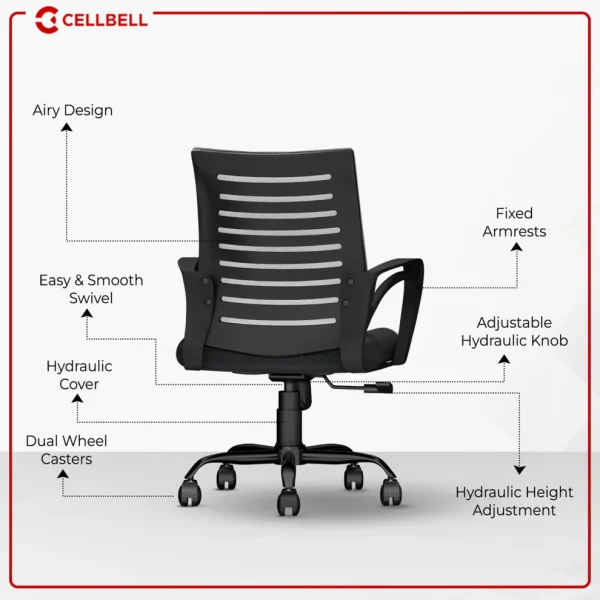 CELLBELL
Airy Design
Fixed
Armrests
Easy & Smooth
Swivel
Adjustable
Hydraulic Knob
Hydraulic
Cover
Dual Wheel
Casters
Hydraulic Height
Adjustment